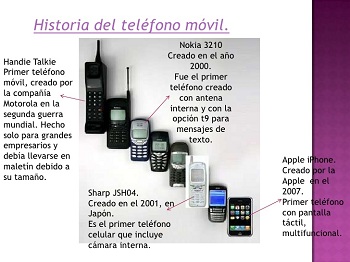 Historia del teléfono móvil.
Handie Talkie
Primer teléfono
móvil, creado por
la compañía
Motorola en la
segunda guerra
mundial. Hecho
solo para grandes
empresarios y
debía llevarse en
maletín debido a
su tamaño.
Nokia 3210
Creado en el año
2000.
Fue el primer
teléfono creado
con antena
interna y con la
opción t9 para
mensajes de
texto.
Sharp JSH04.
Creado en el 2001, en
Japón.
Es el primer teléfono
celular que incluye
cámara interna.
Apple iPhone.
Creado por la
Apple en el
2007.
Primer teléfono
con pantalla
táctil,
multifuncional.